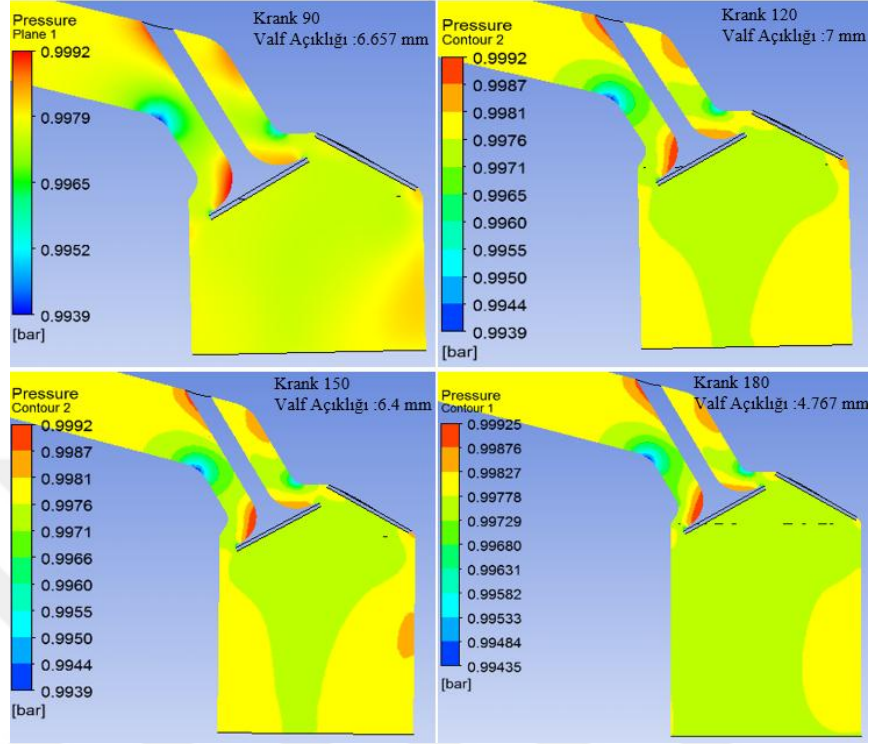 Pressure
Plane 1
0.9992
0.9979
0.9965
0.9952
0.9939
[bar]
Krank 90
Valf Açıklığı :6.657 mm
Pressure
Contour 2
0.9992
0.9987
0.9981
0.9976
0.9971
0.9965
0.9960
0.9955
0.9950
0.9944
0.9939
[bar]
Krank 120
Valf Açıklığı :7 mm
Pressure
Contour 2
0.9992
0.9987
0.9981
0.9976
0.9971
0.9965
0.9960
0.9955
0.9950
0.9944
0.9939
[bar]
Krank 150
Valf Açıklığı :6.4 mm
Pressure
Contour 1
0.99925
0.99876
0.99827
0.99778
0.99729
0.99680
0.99631
0.99582
0.99533
0.99484
0.99435
[bar]
Krank 180
Valf Açıklığı :4.767 mm